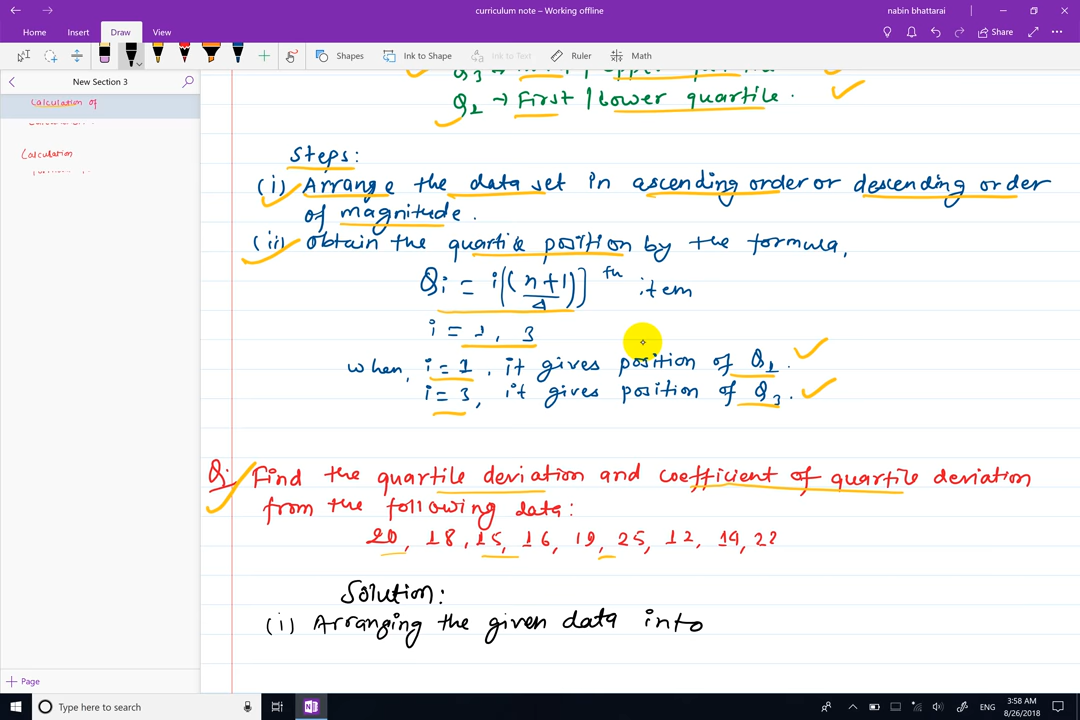 curriculum note – Working offline
nabin bhattarai
Home
Insert
Draw
View
Shapes
Ink to Shape
Ink to Text
Ruler
Math
Share
New Section 3
Calculation of
Calculation
Q3 →
Q1 → First / Lower quartile.
Steps:
(i) Arrange the data set in ascending order or descending order
of magnitude.
(ii) Obtain the quartile position by the formula,
Qi = i[(n+1)/4]th item
i = 1, 3
when, i = 1, it gives position of Q1.
i = 3, it gives position of Q3.
Q. Find the quartile deviation and coefficient of quartile deviation
from the following data:
20, 18, 15, 16, 19, 25, 12, 14, 22
Solution:
(i) Arranging the given data into
+ Page
Type here to search
ENG
3:58 AM
8/26/2018